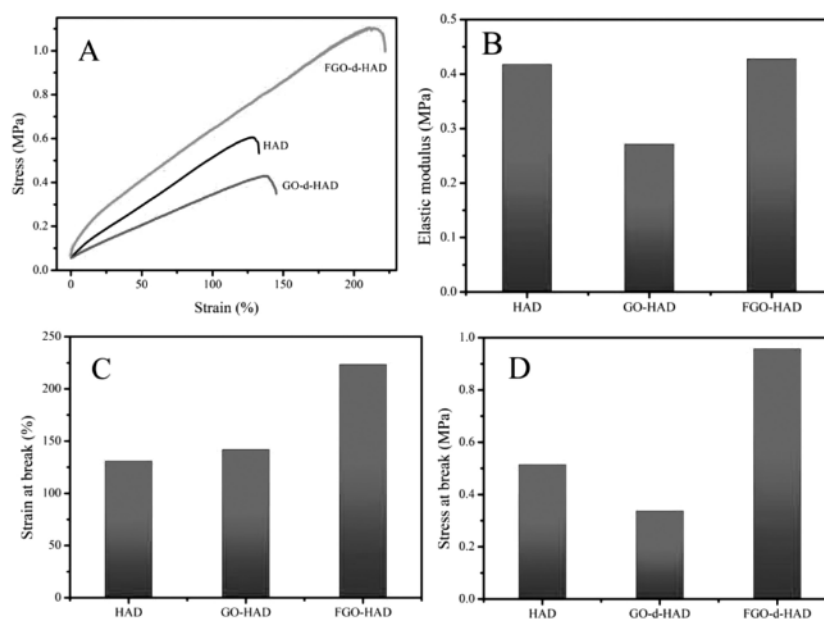 A
1.0
0.8
0.6
0.4
0.2
0.0
Stress (MPa)
FGO-d-HAD
HAD
GO-d-HAD
0 50 100 150 200
Strain (%)
B
0.5
0.4
0.3
0.2
0.1
0.0
Elastic modulus (MPa)
HAD GO-HAD FGO-HAD
C
250
200
150
100
50
0
Strain at break (%)
HAD GO-HAD FGO-HAD
D
1.0
0.8
0.6
0.4
0.2
0.0
Stress at break (MPa)
HAD GO-d-HAD FGO-d-HAD